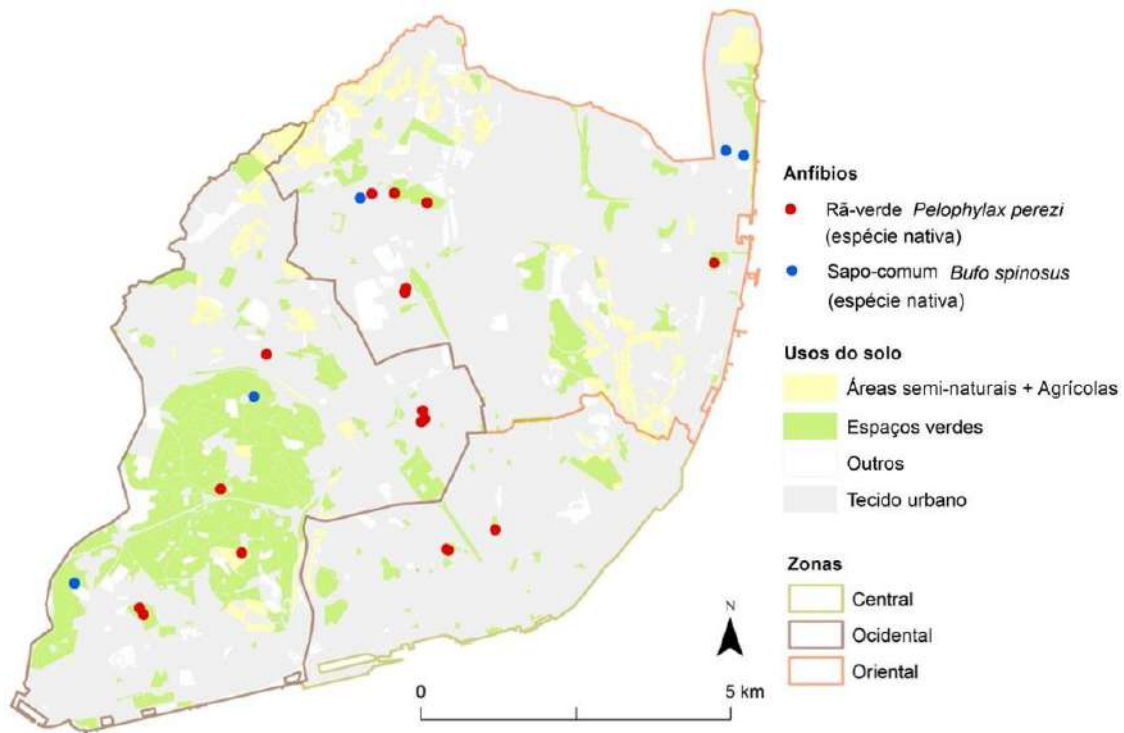 Anfíbios
Rã-verde Pelophylax perezi
(espécie nativa)
Sapo-comum Bufo spinosus
(espécie nativa)
Usos do solo
Áreas semi-naturais + Agrícolas
Espaços verdes
Outros
Tecido urbano
Zonas
Central
Ocidental
Oriental
N
0 5 km